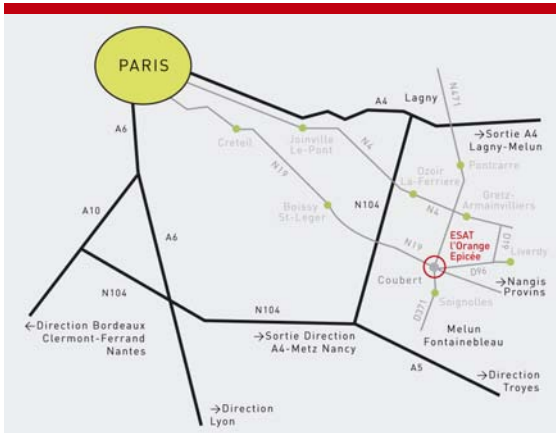 PARIS
A4
Lagny
N471
A6
→Sortie A4
Lagny-Melun
Creteil
Joinville
Le-Pont
N4
Pontcarre
N19
Ozoir
La-Ferriere
Gretz-
Armainvilliers
Boissy
St-Leger
N104
N4
A10
A6
N19
ESAT
l'Orange
Epicée
D19
Liverdy
D96
Coubert
→Nangis
Provins
N104
Soignolles
D371
N104
←Direction Bordeaux
Clermont-Ferrand
Nantes
→Sortie Direction
A4-Metz Nancy
Melun
Fontainebleau
A5
→Direction
Troyes
→Direction
Lyon